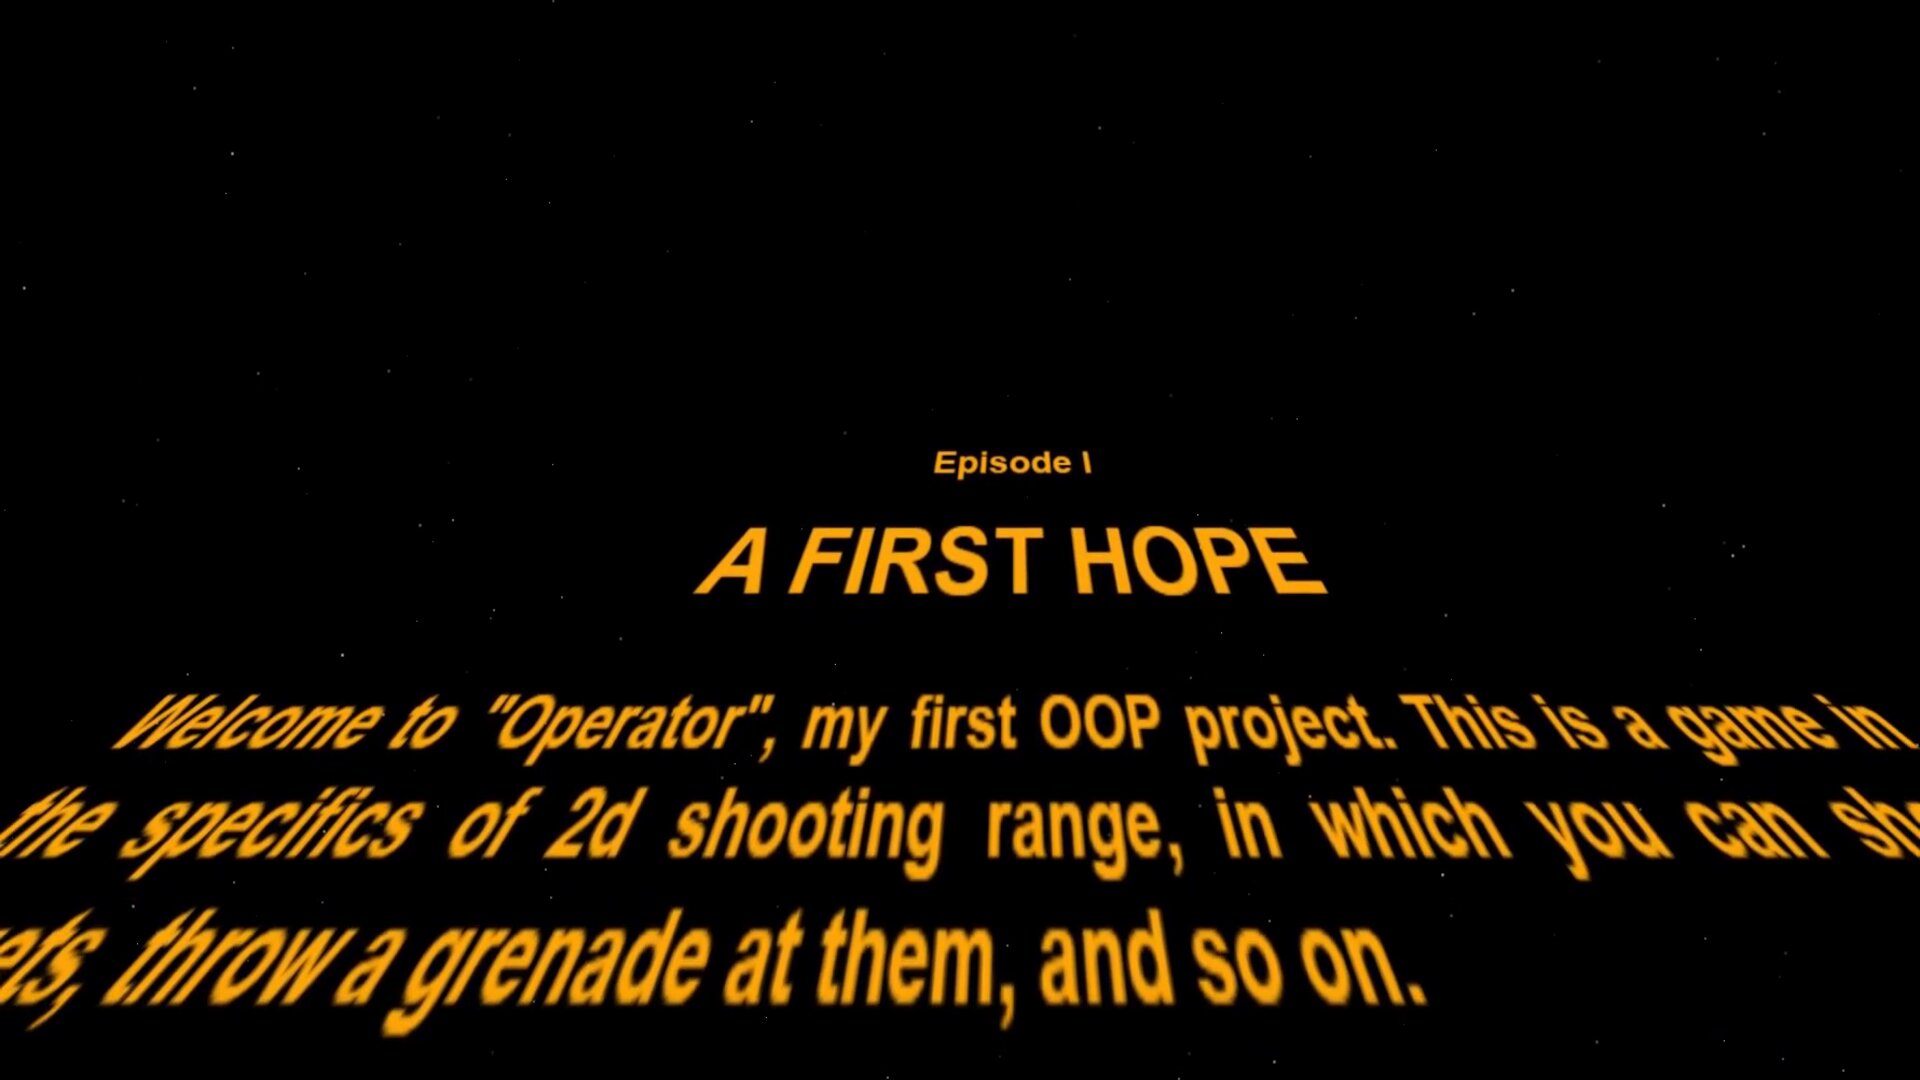 Episode I
A FIRST HOPE
Welcome to "Operator", my first OOP project. This is a game in
the specifics of 2d shooting range, in which you can
throw a grenade at them, and so on.